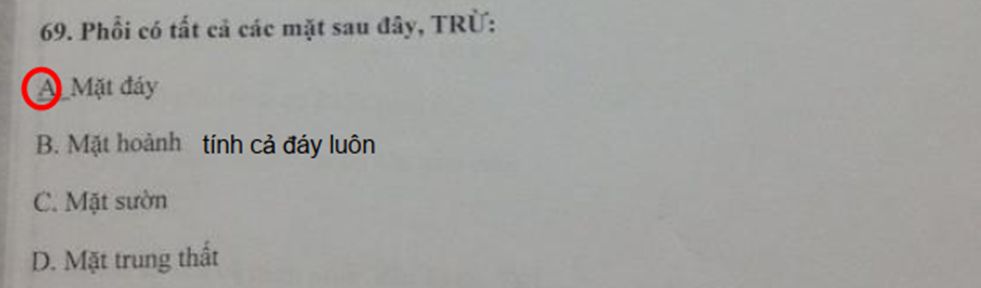 69. Phổi có tất cả các mặt sau đây, TRỪ:
A. Mặt đáy
B. Mặt hoành tính cả đáy luôn
C. Mặt sườn
D. Mặt trung thất